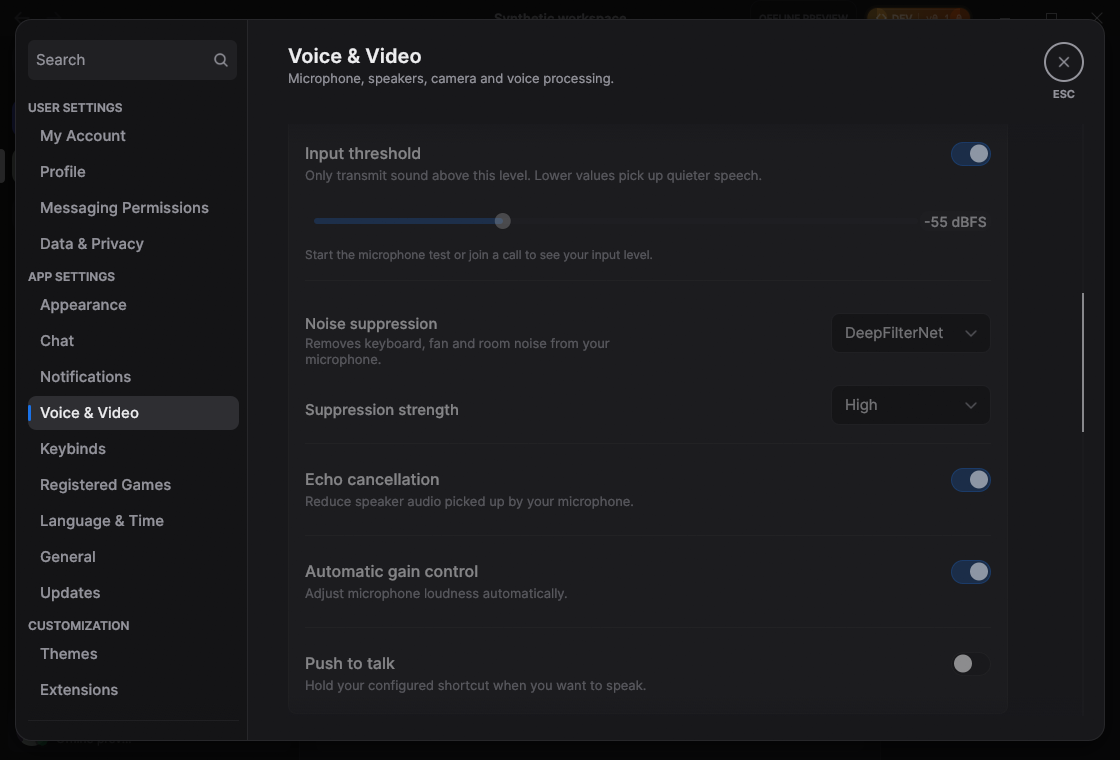 Synthetic workspace
OFFLINE PREVIEW
Search
USER SETTINGS
My Account
Profile
Messaging Permissions
Data & Privacy
APP SETTINGS
Appearance
Chat
Notifications
Voice & Video
Keybinds
Registered Games
Language & Time
General
Updates
CUSTOMIZATION
Themes
Extensions
Voice & Video
Microphone, speakers, camera and voice processing.
ESC
Input threshold
Only transmit sound above this level. Lower values pick up quieter speech.
-55 dBFS
Start the microphone test or join a call to see your input level.
Noise suppression
Removes keyboard, fan and room noise from your
microphone.
DeepFilterNet
Suppression strength
High
Echo cancellation
Reduce speaker audio picked up by your microphone.
Automatic gain control
Adjust microphone loudness automatically.
Push to talk
Hold your configured shortcut when you want to speak.